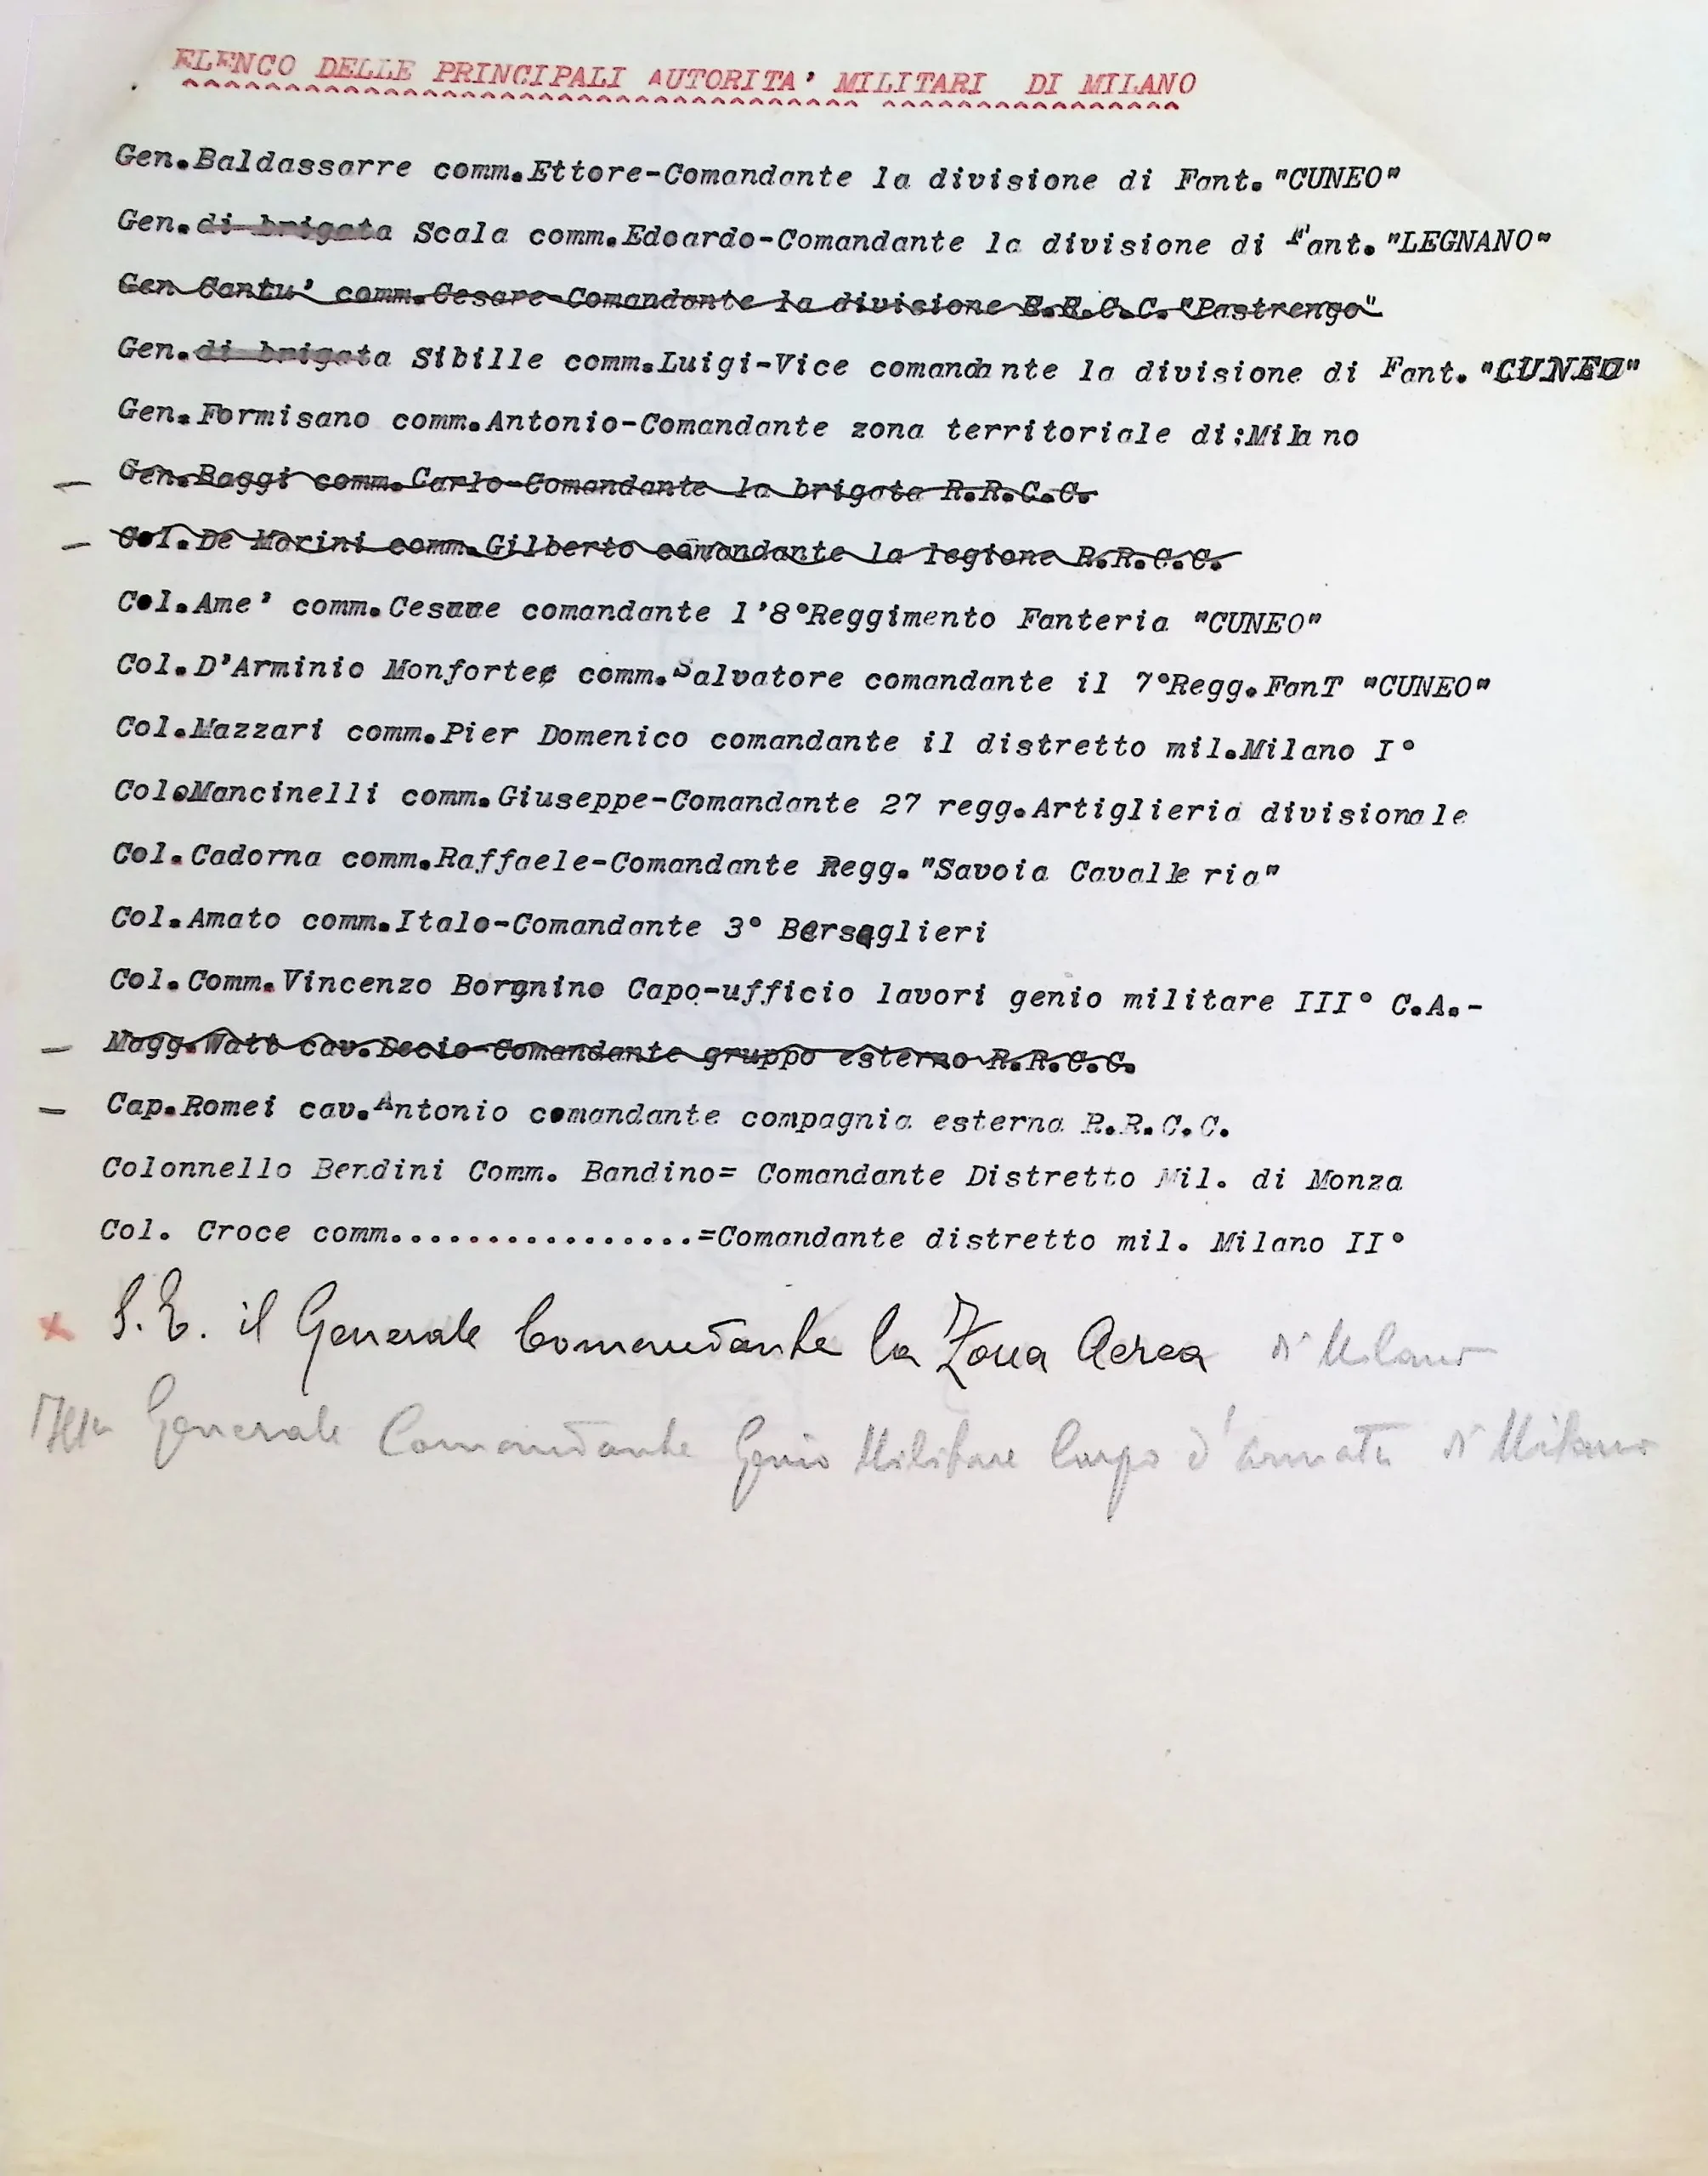 ELENCO DELLE PRINCIPALI AUTORITA' MILITARI DI MILANO
Gen.Baldassarre comm.Ettore-Comandante la divisione di Fant."CUNEO"
Gen.di brigata Scala comm.Edoardo-Comandante la divisione di Fant."LEGNANO"
Gen Cantu' comm.Cesare-Comandante la divisione R.R.C.C."Pastrengo"
Gen.di brigata Sibille comm.Luigi-Vice comandante la divisione di Fant."CUNEO"
Gen.Formisano comm.Antonio-Comandante zona territoriale di:Milano
Gen.Baggi comm.Carlo-Comandante la brigata R.R.C.C.
Col.De Marini comm.Gilberto comandante la legione R.R.C.C.
Col.Ame' comm.Cesare comandante l'8°Reggimento Fanteria "CUNEO"
Col.D'Arminio Monforte comm.Salvatore comandante il 7°Regg.FanT "CUNEO"
Col.Mazzari comm.Pier Domenico comandante il distretto mil.Milano I°
Col.Mancinelli comm.Giuseppe-Comandante 27 regg.Artiglieria divisionale
Col.Cadorna comm.Raffaele-Comandante Regg."Savoia Cavalleria"
Col.Amato comm.Italo-Comandante 3° Bersaglieri
Col.Comm.Vincenzo Borgnino Capo-ufficio lavori genio militare III° C.A.-
Magg.Watt cav.Decio-Comandante gruppo esterno R.R.C.C.
Cap.Romei cav.Antonio comandante compagnia esterna R.R.C.C.
Colonnello Bendini Comm. Bandino= Comandante Distretto Mil. di Monza
Col. Croce comm................=Comandante distretto mil. Milano II°
S.E. il Generale Comandante la Zona Aerea di Milano
Generale Comandante Genio Militare Corpo d'Armata di Milano